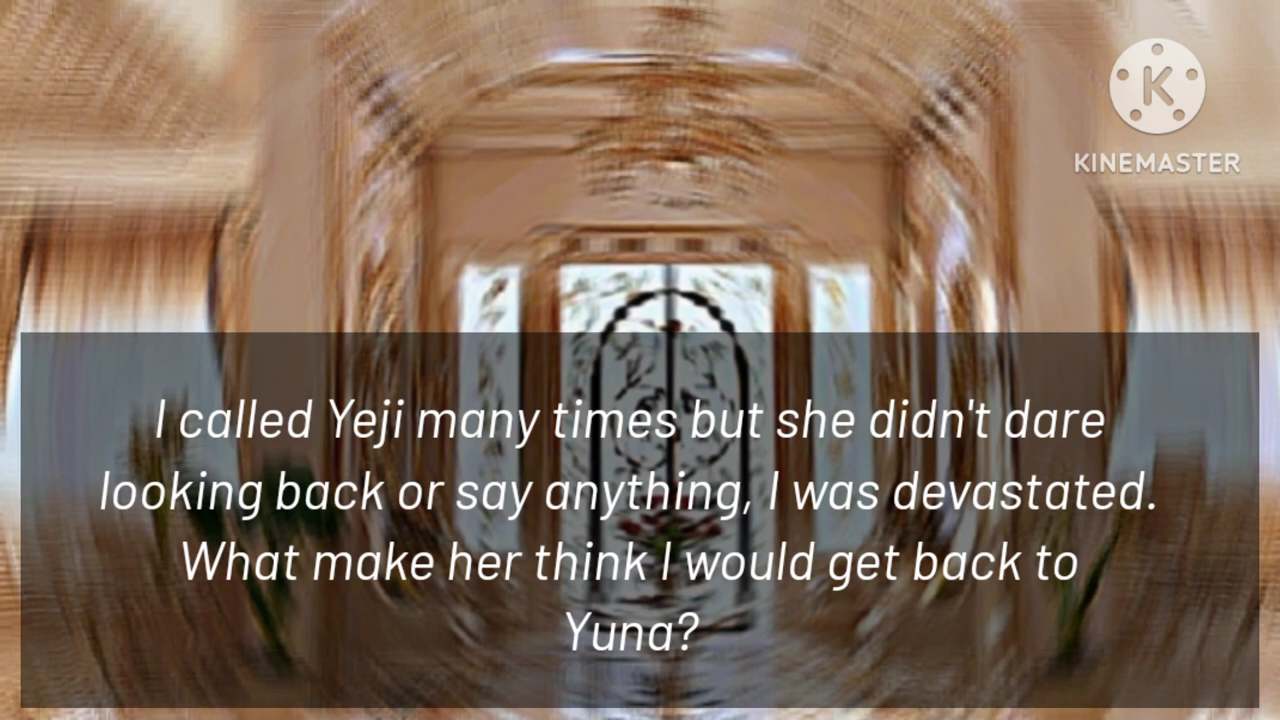 K
KINEMASTER
I called Yeji many times but she didn't dare
looking back or say anything, I was devastated.
What make her think I would get back to
Yuna?